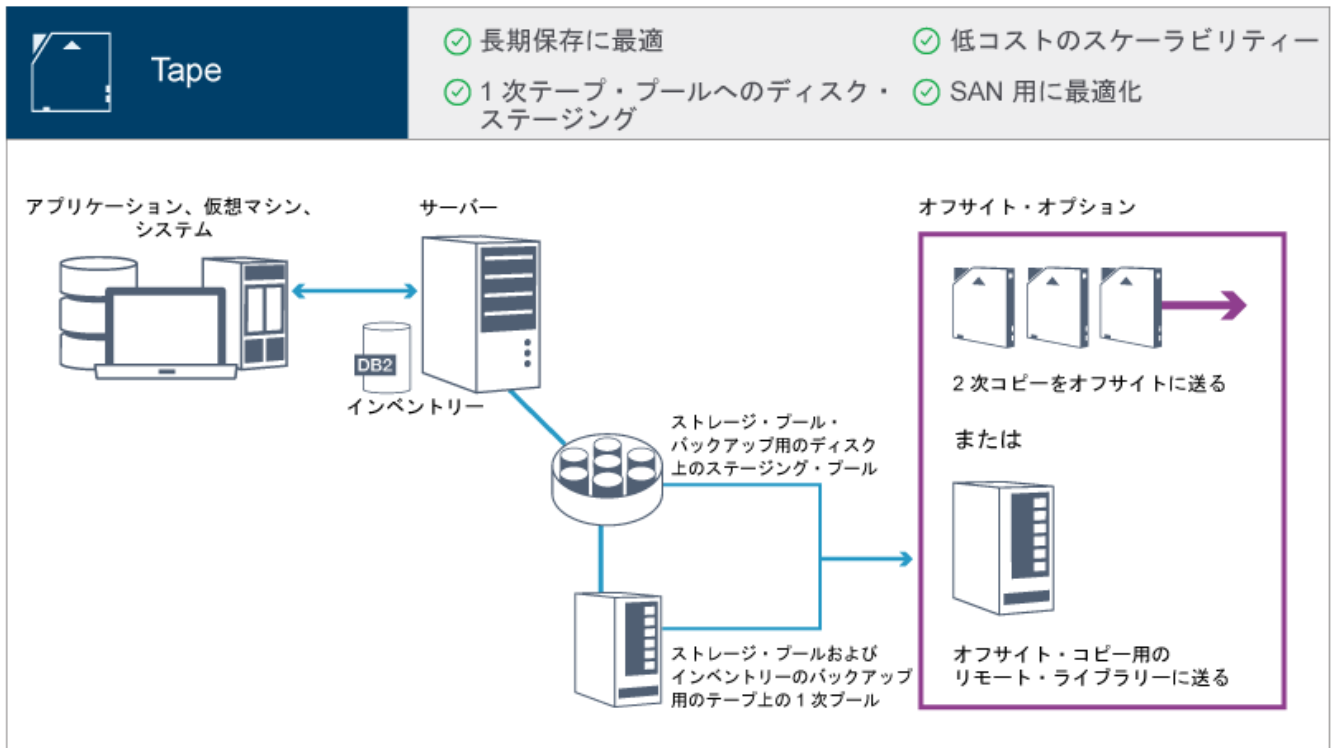 Tape
長期保存に最適
低コストのスケーラビリティー
1 次テープ・プールへのディスク・
ステージング
SAN 用に最適化
アプリケーション、仮想マシン、
システム
サーバー
オフサイト・オプション
DB2
インベントリー
2 次コピーをオフサイトに送る
ストレージ・プール・
バックアップ用のディスク
上のステージング・プール
または
ストレージ・プールおよび
インベントリーのバックアップ
用のテープ上の 1 次プール
オフサイト・コピー用の
リモート・ライブラリーに送る